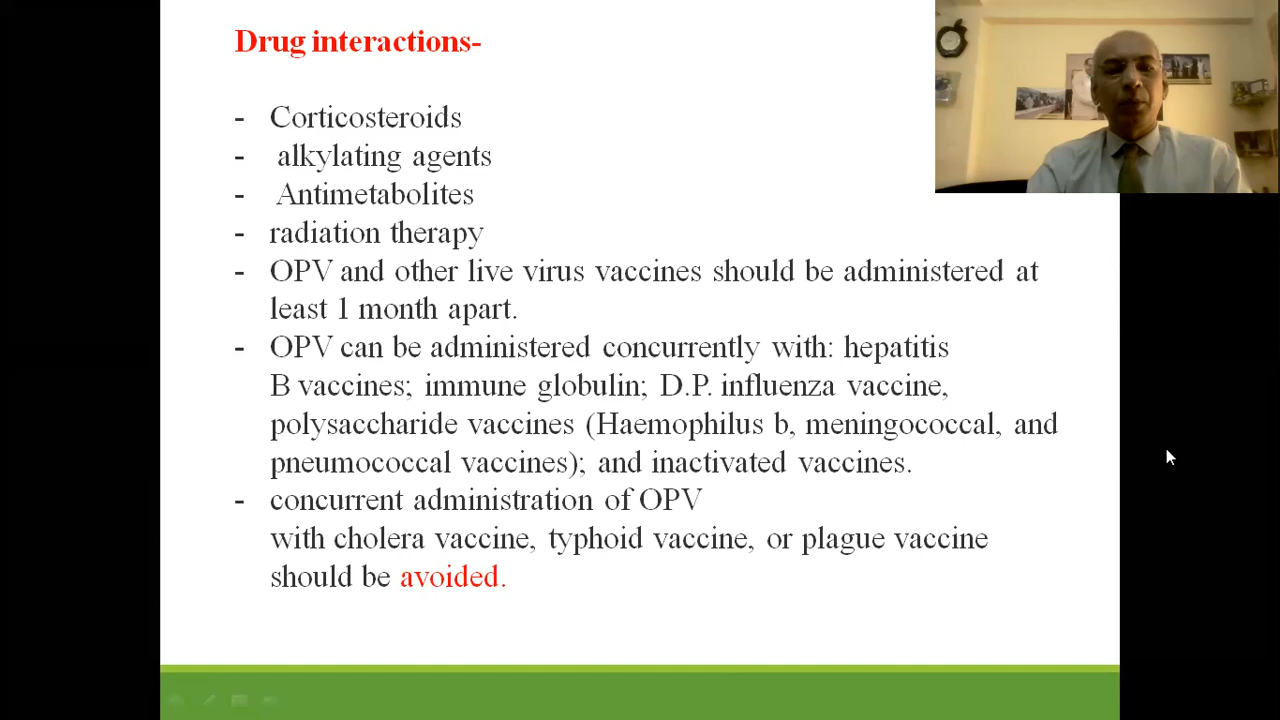 Drug interactions-
- Corticosteroids
- alkylating agents
- Antimetabolites
- radiation therapy
- OPV and other live virus vaccines should be administered at
least 1 month apart.
- OPV can be administered concurrently with: hepatitis
B vaccines; immune globulin; D.P. influenza vaccine,
polysaccharide vaccines (Haemophilus b, meningococcal, and
pneumococcal vaccines); and inactivated vaccines.
- concurrent administration of OPV
with cholera vaccine, typhoid vaccine, or plague vaccine
should be avoided.